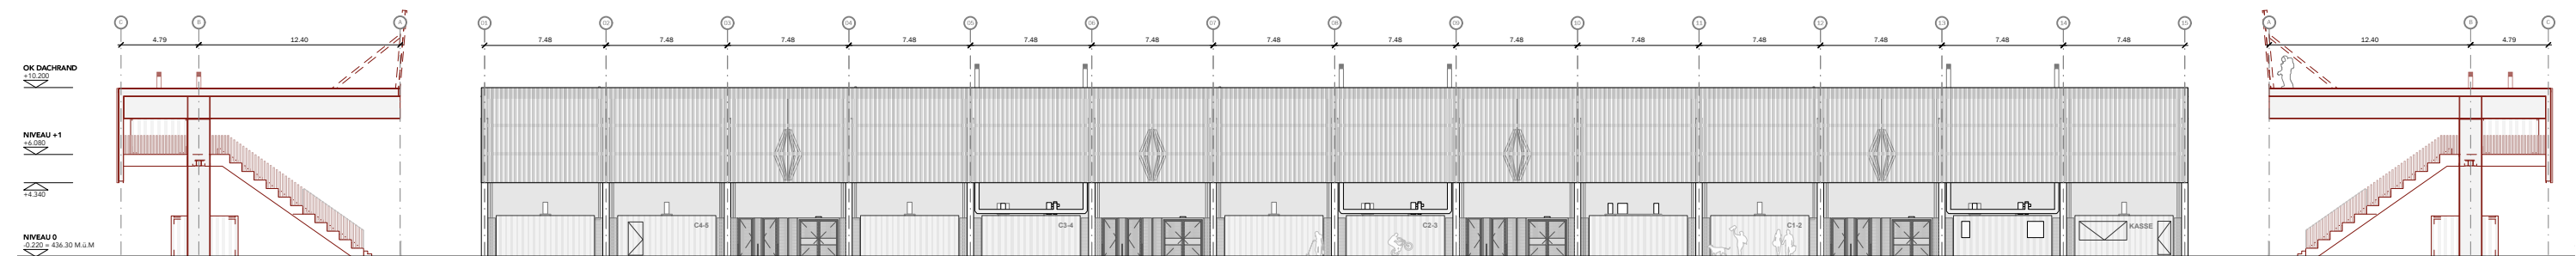 C B A 01 02 03 04 05 06 07 08 09 10 11 12 13 14 15 A B C
4.79 12.40 7.48 7.48 7.48 7.48 7.48 7.48 7.48 7.48 7.48 7.48 7.48 7.48 7.48 7.48 12.40 4.79
OK DACHRAND
+10.200
NIVEAU +1
+6.080
+4.340
C4-5 C3-4 C2-3 C1-2 KASSE
NIVEAU 0
-0.220 = 436.30 M.ü.M